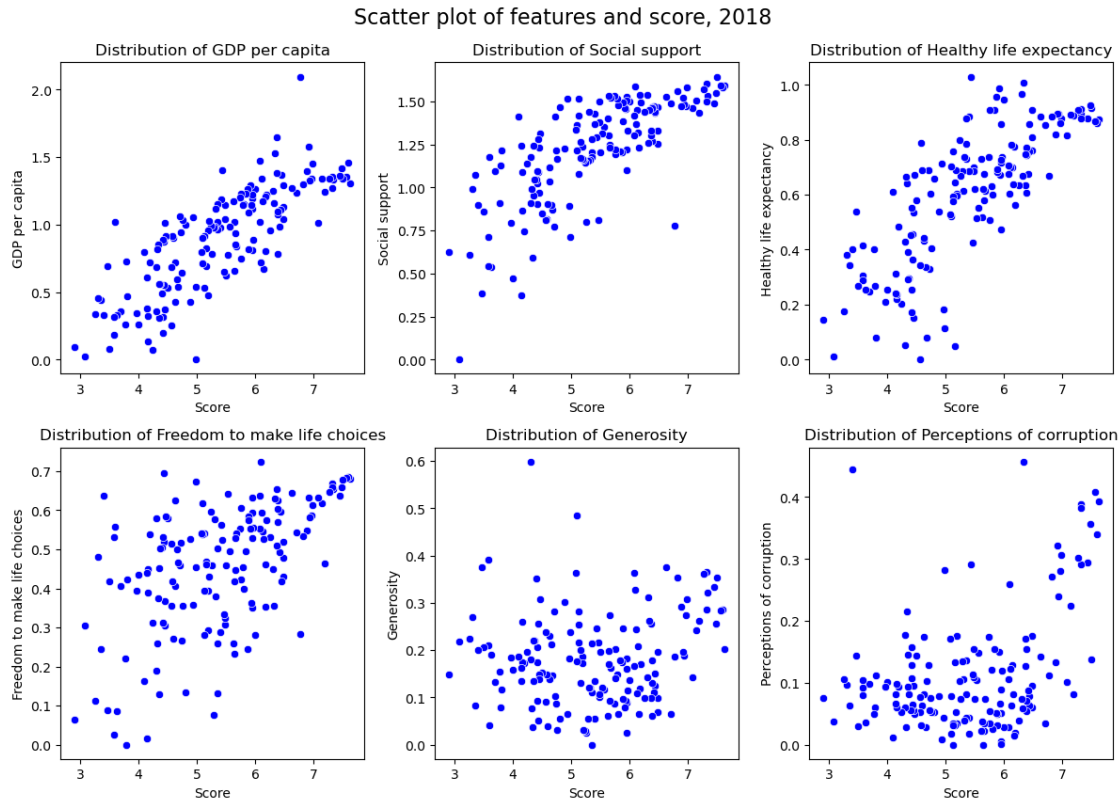 Scatter plot of features and score, 2018
Distribution of GDP per capita
GDP per capita
2.0
1.5
1.0
0.5
0.0
3 4 5 6 7
Score
Distribution of Social support
Social support
1.50
1.25
1.00
0.75
0.50
0.25
0.00
3 4 5 6 7
Score
Distribution of Healthy life expectancy
Healthy life expectancy
1.0
0.8
0.6
0.4
0.2
0.0
3 4 5 6 7
Score
Distribution of Freedom to make life choices
Freedom to make life choices
0.7
0.6
0.5
0.4
0.3
0.2
0.1
0.0
3 4 5 6 7
Score
Distribution of Generosity
Generosity
0.6
0.5
0.4
0.3
0.2
0.1
0.0
3 4 5 6 7
Score
Distribution of Perceptions of corruption
Perceptions of corruption
0.4
0.3
0.2
0.1
0.0
3 4 5 6 7
Score